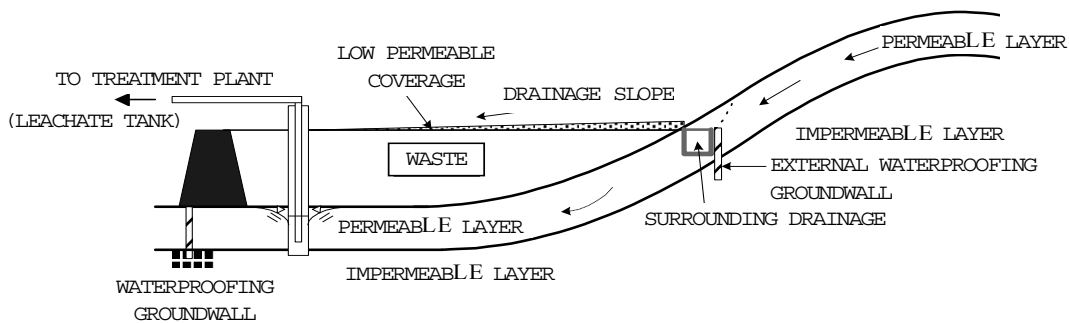 PERMEABLE LAYER
LOW PERMEABLE
COVERAGE
TO TREATMENT PLANT
(LEACHATE TANK)
DRAINAGE SLOPE
IMPERMEABLE LAYER
WASTE
EXTERNAL WATERPROOFING
GROUNDWALL
SURROUNDING DRAINAGE
PERMEABLE LAYER
IMPERMEABLE LAYER
WATERPROOFING
GROUNDWALL